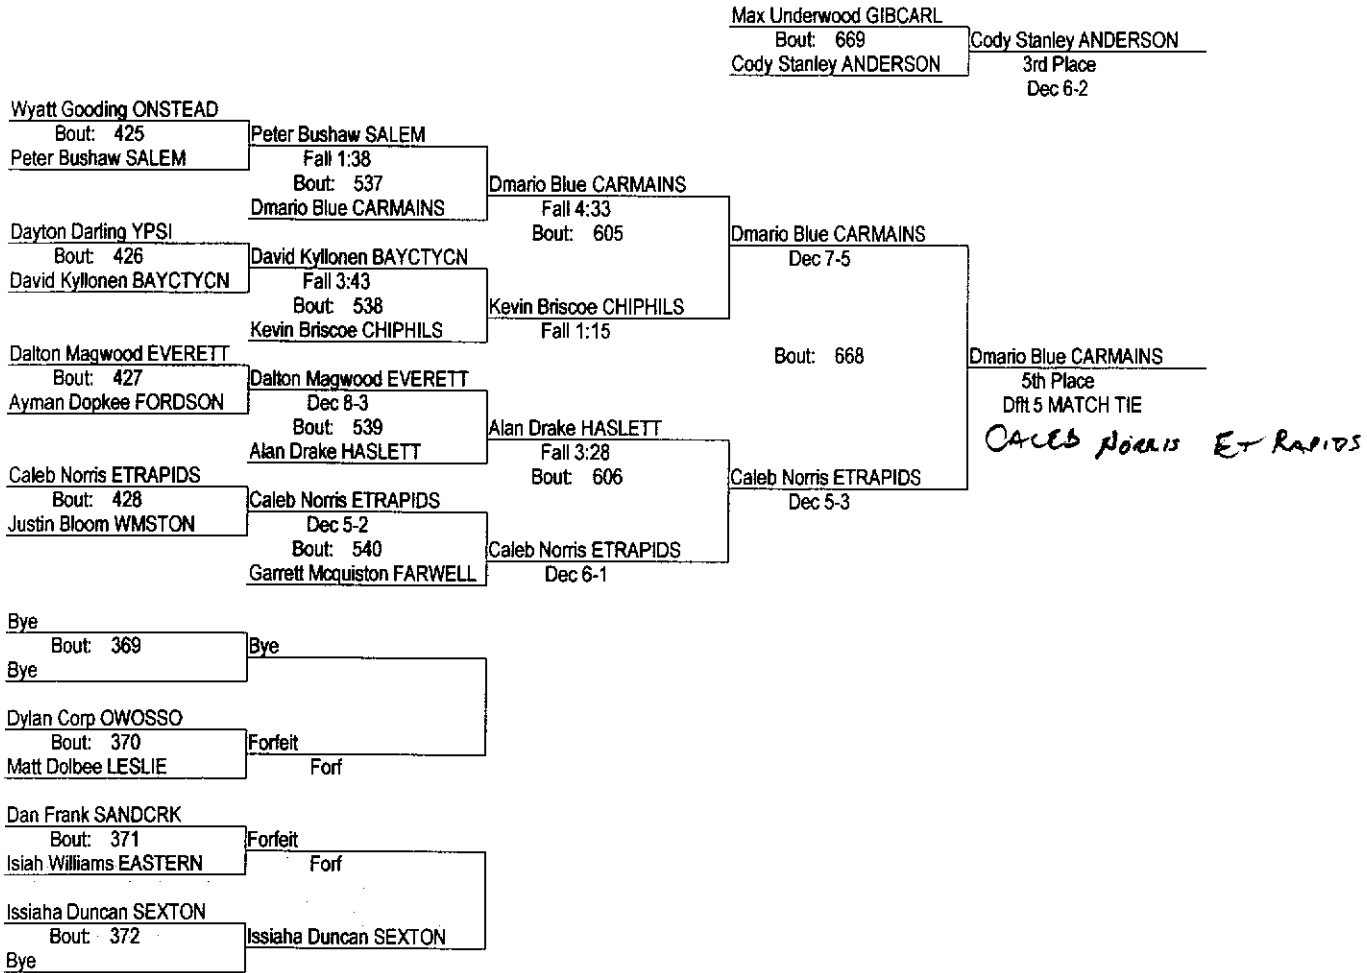 Max Underwood GIBCARL
Bout: 669
Cody Stanley ANDERSON
Cody Stanley ANDERSON
3rd Place
Dec 6-2
Wyatt Gooding ONSTEAD
Bout: 425
Peter Bushaw SALEM
Peter Bushaw SALEM
Fall 1:38
Bout: 537
Dmario Blue CARMAINS
Dmario Blue CARMAINS
Fall 4:33
Bout: 605
Dayton Darling YPSI
Bout: 426
David Kyllonen BAYCTYCN
David Kyllonen BAYCTYCN
Fall 3:43
Bout: 538
Kevin Briscoe CHIPHILS
Kevin Briscoe CHIPHILS
Fall 1:15
Dmario Blue CARMAINS
Dec 7-5
Bout: 668
Dmario Blue CARMAINS
5th Place
Dfft 5 MATCH TIE
CALEB NORRIS ET RAPIDS
Dalton Magwood EVERETT
Bout: 427
Ayman Dopkee FORDSON
Dalton Magwood EVERETT
Dec 8-3
Bout: 539
Alan Drake HASLETT
Alan Drake HASLETT
Fall 3:28
Bout: 606
Caleb Norris ETRAPIDS
Dec 5-3
Caleb Norris ETRAPIDS
Bout: 428
Justin Bloom WMSTON
Caleb Norris ETRAPIDS
Dec 5-2
Bout: 540
Garrett Mcquiston FARWELL
Caleb Norris ETRAPIDS
Dec 6-1
Bye
Bout: 369
Bye
Bye
Dylan Corp OWOSSO
Bout: 370
Matt Dolbee LESLIE
Forfeit
Forf
Dan Frank SANDCRK
Bout: 371
Isiah Williams EASTERN
Forfeit
Forf
Issiaha Duncan SEXTON
Bout: 372
Bye
Issiaha Duncan SEXTON